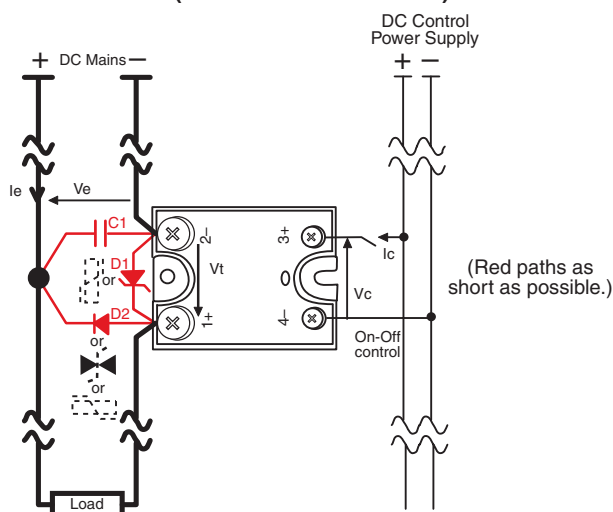 DC Control
Power Supply
+ DC Mains −
+ −
Ie
Ve
C1
2−
3+
Ic
D1
or
Vt
Vc
(Red paths as
short as possible.)
D2
1+
4−
On-Off
control
or
or
Load